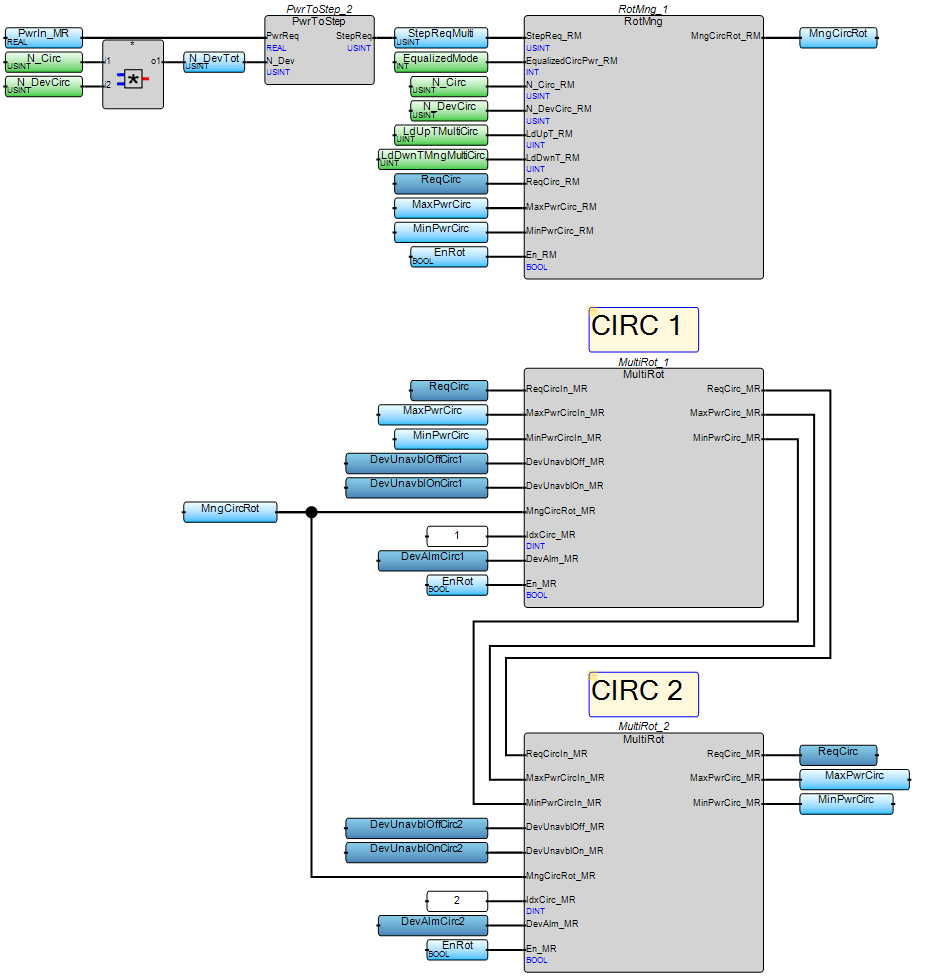 PwrIn_MR
REAL
N_Circ
USINT
N_DevCirc
USINT
*
i1
i2
o1
*
N_DevTot
USINT
PwrToStep_2
PwrToStep
PwrReq
REAL
N_Dev
USINT
StepReq
USINT
StepReqMulti
USINT
EqualizedMode
INT
N_Circ
USINT
N_DevCirc
USINT
LdUpTMultiCirc
UINT
LdDwnTMngMultiCirc
UINT
ReqCirc
MaxPwrCirc
MinPwrCirc
EnRot
BOOL
RotMng_1
RotMng
StepReq_RM
USINT
EqualizedCircPwr_RM
INT
N_Circ_RM
USINT
N_DevCirc_RM
USINT
LdUpT_RM
UINT
LdDwnT_RM
UINT
ReqCirc_RM
MaxPwrCirc_RM
MinPwrCirc_RM
En_RM
BOOL
MngCircRot_RM
MngCircRot
CIRC 1
MultiRot_1
MultiRot
ReqCirc
MaxPwrCirc
MinPwrCirc
DevUnavblOffCirc1
DevUnavblOnCirc1
MngCircRot
1
DevAlmCirc1
EnRot
BOOL
ReqCircIn_MR
MaxPwrCircIn_MR
MinPwrCircIn_MR
DevUnavblOff_MR
DevUnavblOn_MR
MngCircRot_MR
IdxCirc_MR
DINT
DevAlm_MR
En_MR
BOOL
ReqCirc_MR
MaxPwrCirc_MR
MinPwrCirc_MR
CIRC 2
MultiRot_2
MultiRot
DevUnavblOffCirc2
DevUnavblOnCirc2
2
DevAlmCirc2
EnRot
BOOL
ReqCircIn_MR
MaxPwrCircIn_MR
MinPwrCircIn_MR
DevUnavblOff_MR
DevUnavblOn_MR
MngCircRot_MR
IdxCirc_MR
DINT
DevAlm_MR
En_MR
BOOL
ReqCirc_MR
MaxPwrCirc_MR
MinPwrCirc_MR
ReqCirc
MaxPwrCirc
MinPwrCirc